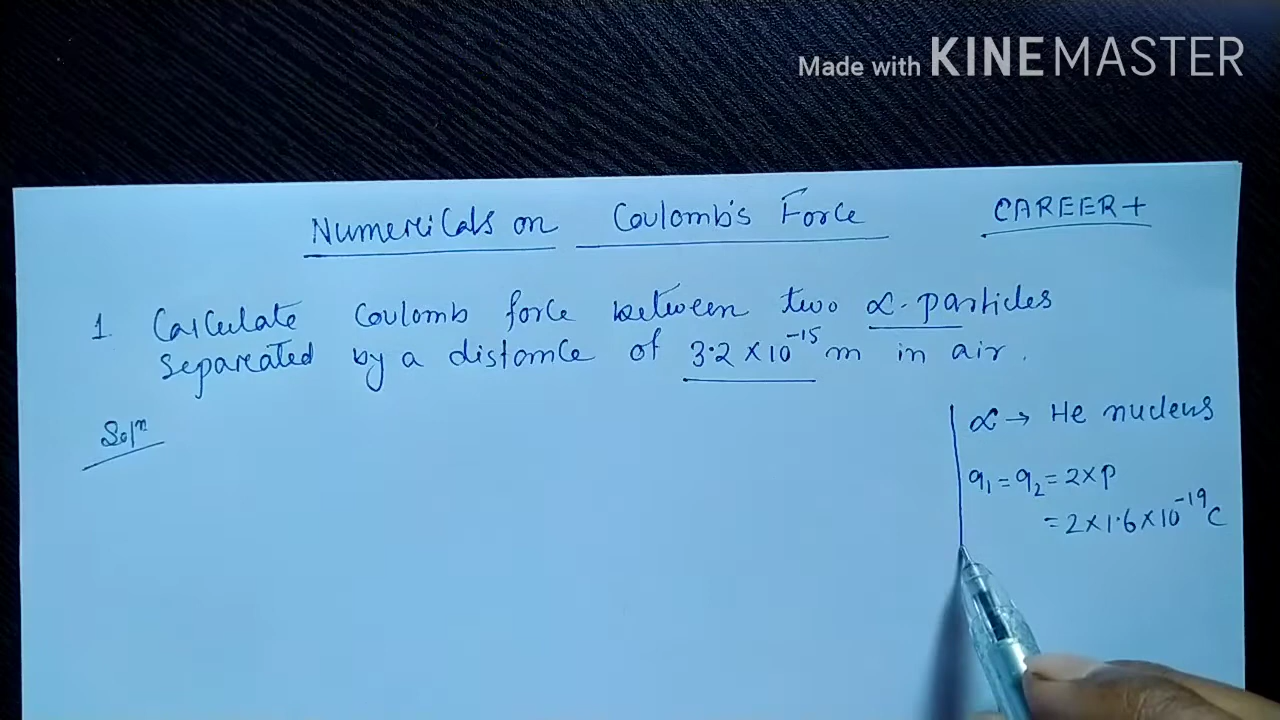 Made with KINEMASTER
Numericals on Coulomb's Force CAREER+
1. Calculate Coulomb force between two α-particles
separated by a distance of 3.2 × 10⁻¹⁵ m in air.
Solⁿ
α → He nucleus
q₁ = q₂ = 2×p
= 2×1.6×10⁻¹⁹C